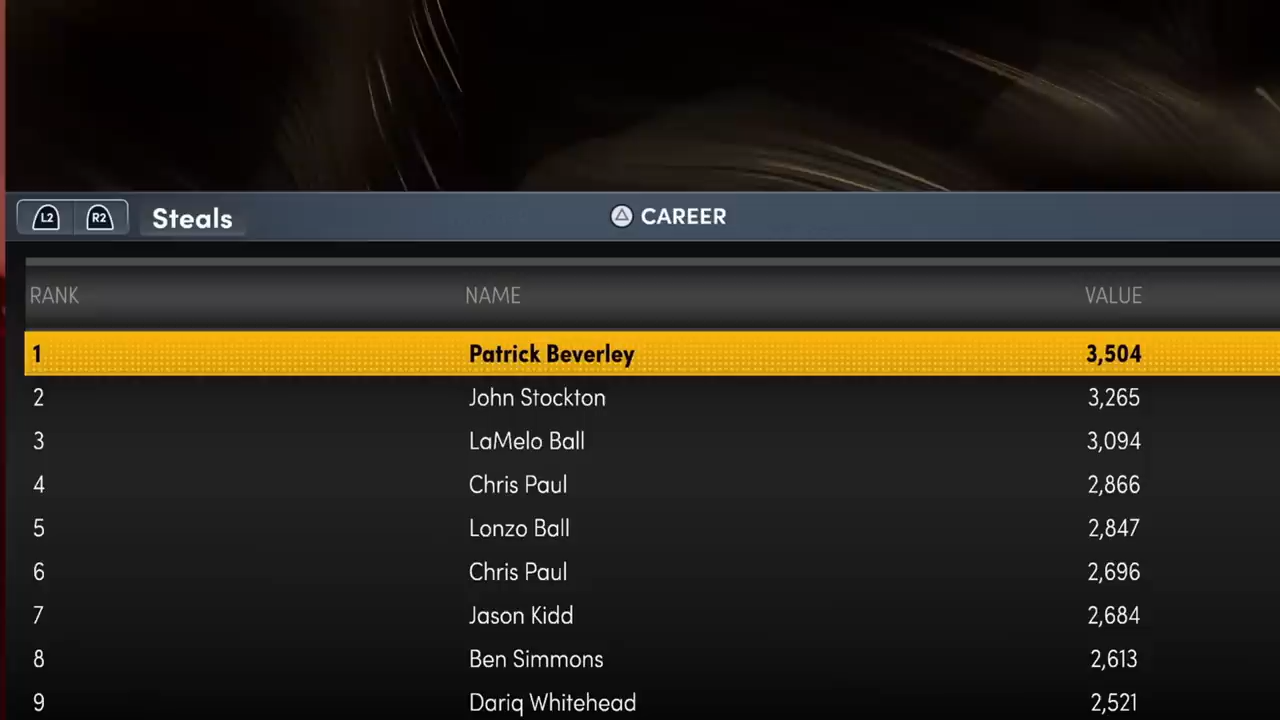 L2 R2 Steals CAREER
RANK NAME VALUE
1 Patrick Beverley 3,504
2 John Stockton 3,265
3 LaMelo Ball 3,094
4 Chris Paul 2,866
5 Lonzo Ball 2,847
6 Chris Paul 2,696
7 Jason Kidd 2,684
8 Ben Simmons 2,613
9 Dariq Whitehead 2,521